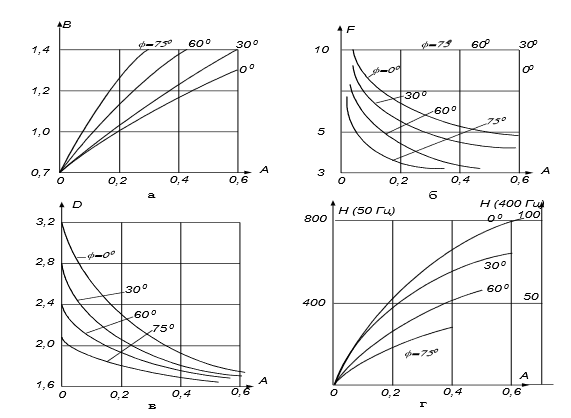 B
1,4
φ=75° 60° 30°
0°
1,2
1,0
0,7
A
0 0,2 0,4 0,6
а
F
10
φ=75° 60° 30°
0°
φ=0°
30°
60°
75°
5
3
A
0 0,2 0,4 0,6
б
D
3,2
φ=0°
2,8
30°
2,4
60°
75°
2,0
1,6
A
0 0,2 0,4 0,6
в
H (50 Гц)
H (400 Гц)
800
0° 100
30°
60°
400
50
φ=75°
A
0 0,2 0,4 0,6
г